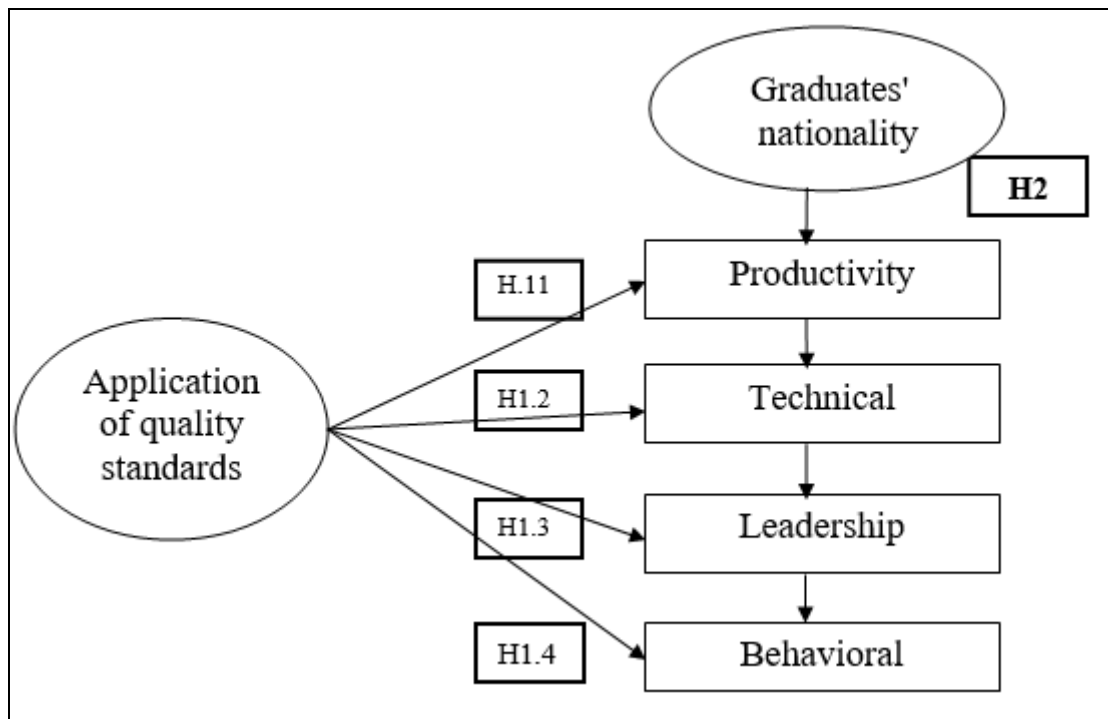 Graduates'
nationality
H2
H.11
Productivity
Application
of quality
standards
H1.2
Technical
H1.3
Leadership
H1.4
Behavioral